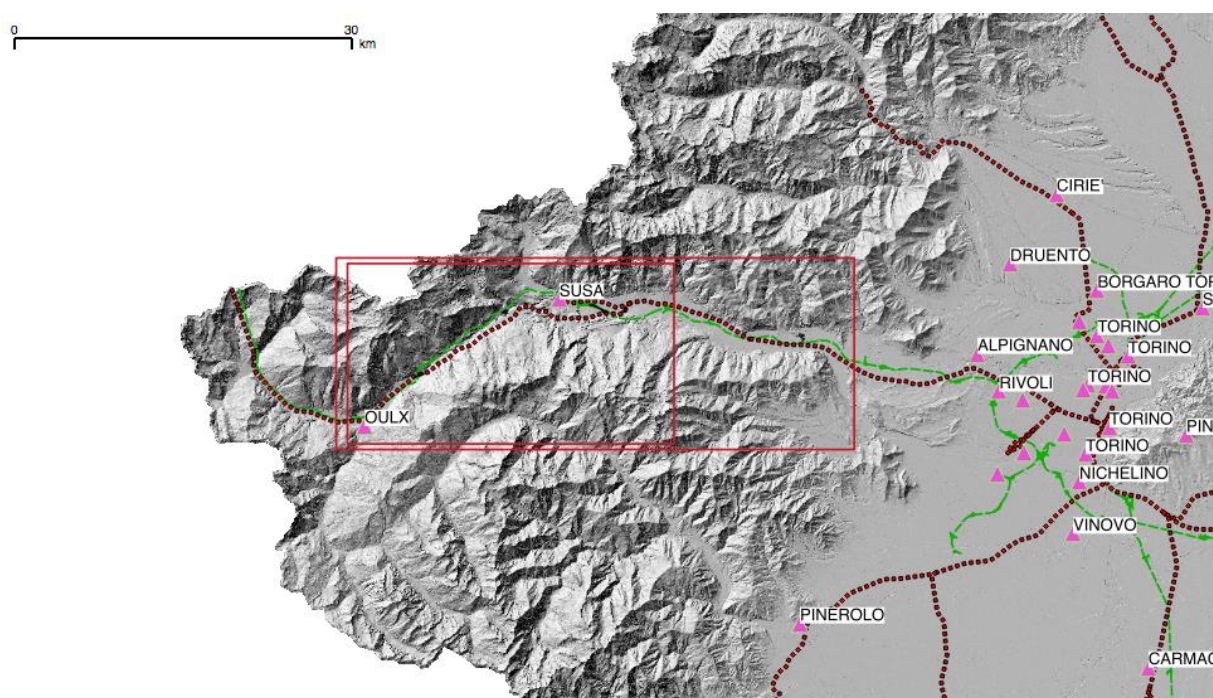 0 30
km
CIRIE'
DRUENTO
BORGARO TOR
SUSA
S
TORINO
ALPIGNANO
TORINO
RIVOLI
TORINO
OULX
TORINO
PIN
TORINO
NICHELINO
VINOVO
PINEROLO
CARMAG